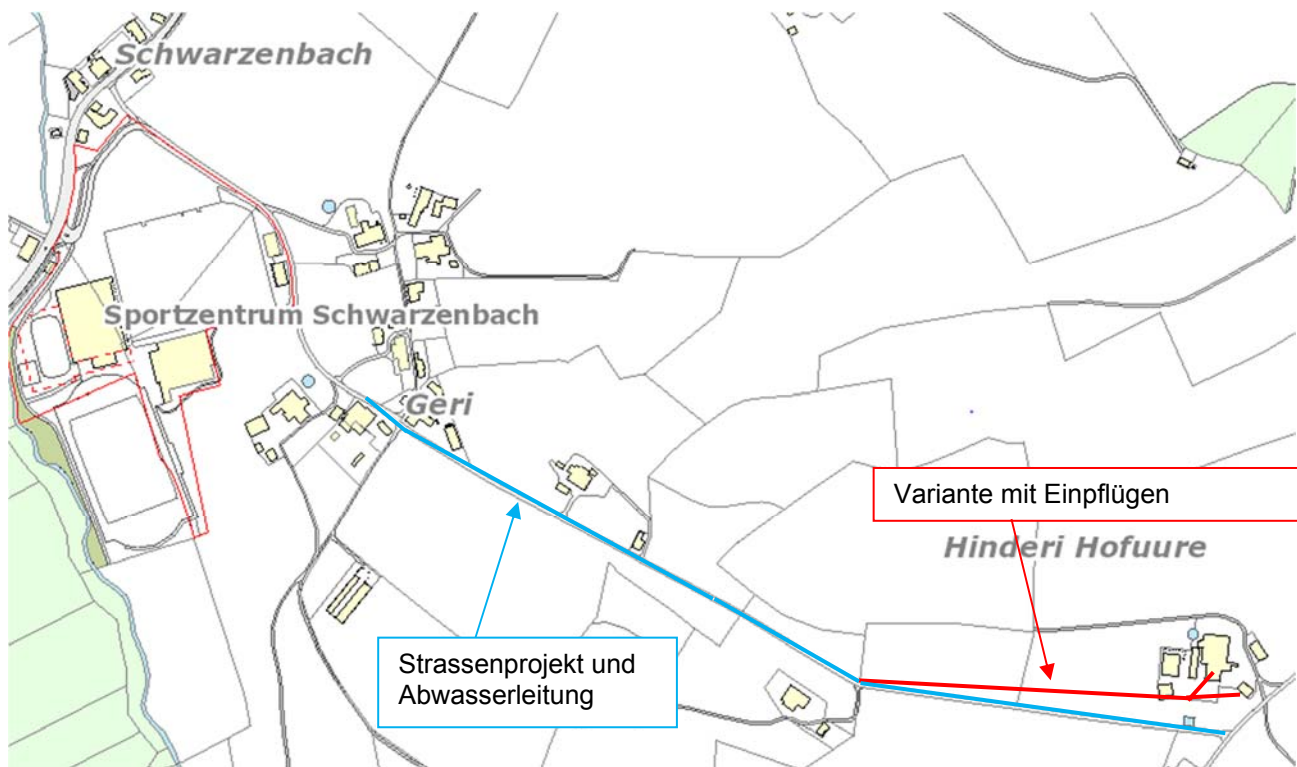 Schwarzenbach
Sportzentrum Schwarzenbach
Geri
Variante mit Einpflügen
Hinderi Hofuure
Strassenprojekt und
Abwasserleitung